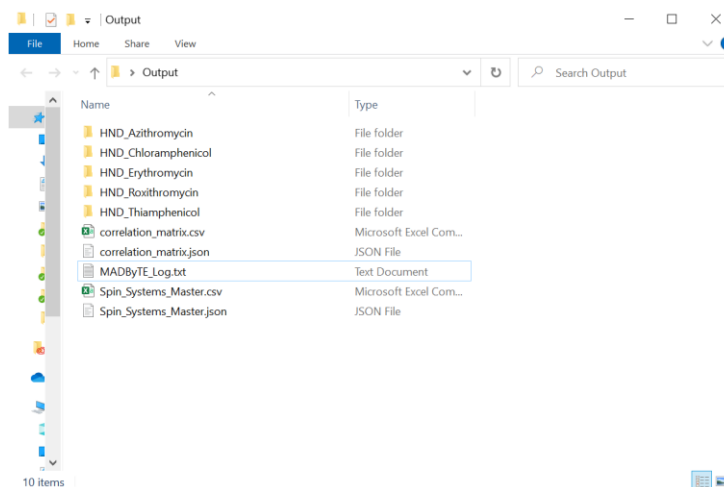 Output
File Home Share View
Output
Search Output
Name Type
HND_Azithromycin File folder
HND_Chloramphenicol File folder
HND_Erythromycin File folder
HND_Roxithromycin File folder
HND_Thiamphenicol File folder
correlation_matrix.csv Microsoft Excel Com...
correlation_matrix.json JSON File
MADByTE_Log.txt Text Document
Spin_Systems_Master.csv Microsoft Excel Com...
Spin_Systems_Master.json JSON File
10 items